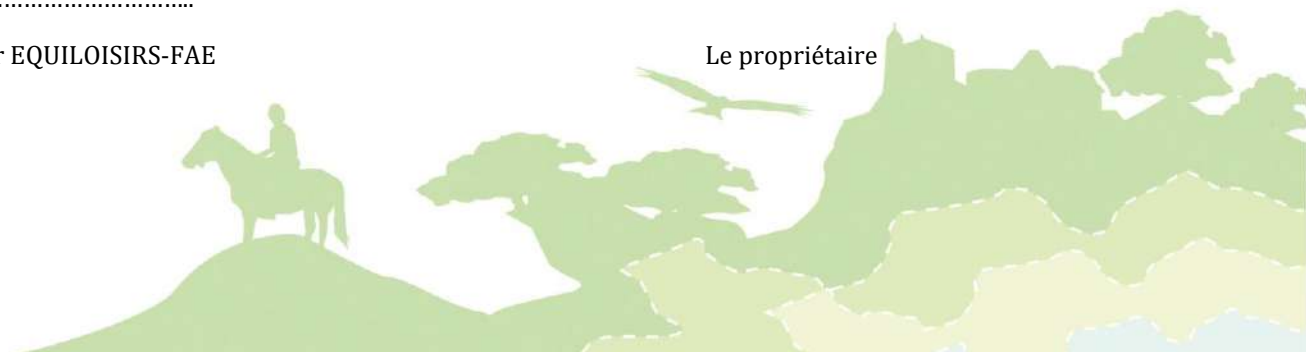 ……………………………..
r EQUILOISIRS-FAE Le propriétaire